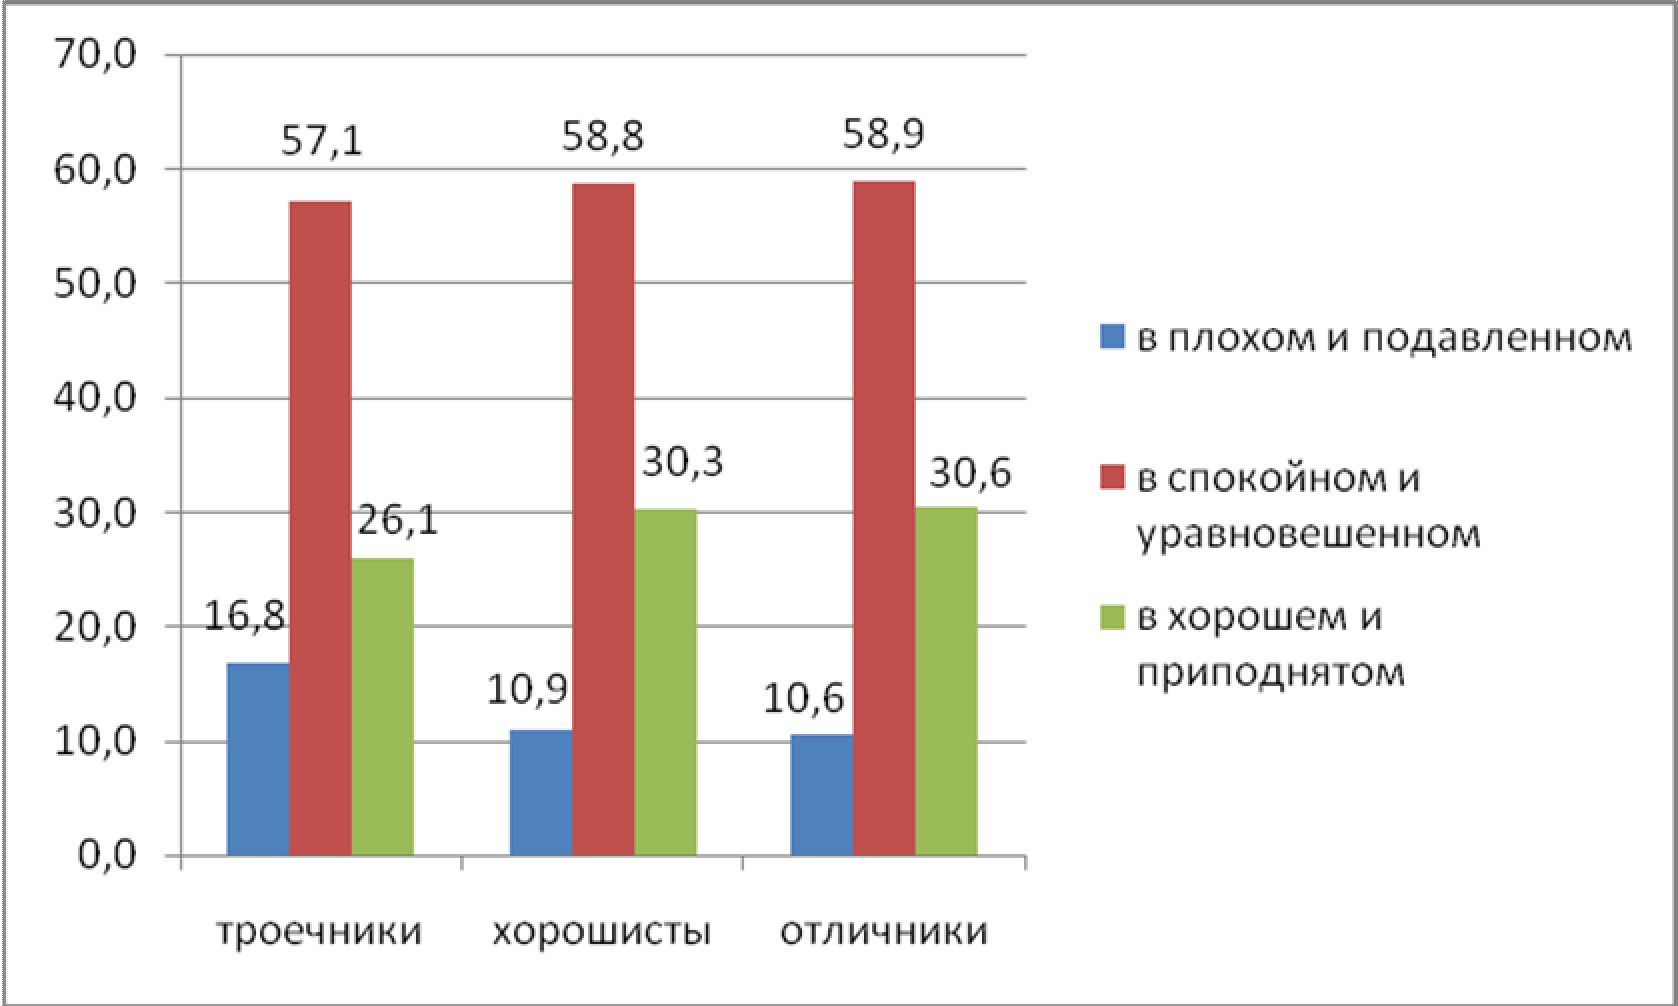 70,0
60,0
50,0
40,0
30,0
20,0
10,0
0,0
57,1
58,8
58,9
16,8
26,1
10,9
30,3
10,6
30,6
троечники
хорошисты
отличники
в плохом и подавленном
в спокойном и
уравновешенном
в хорошем и
приподнятом